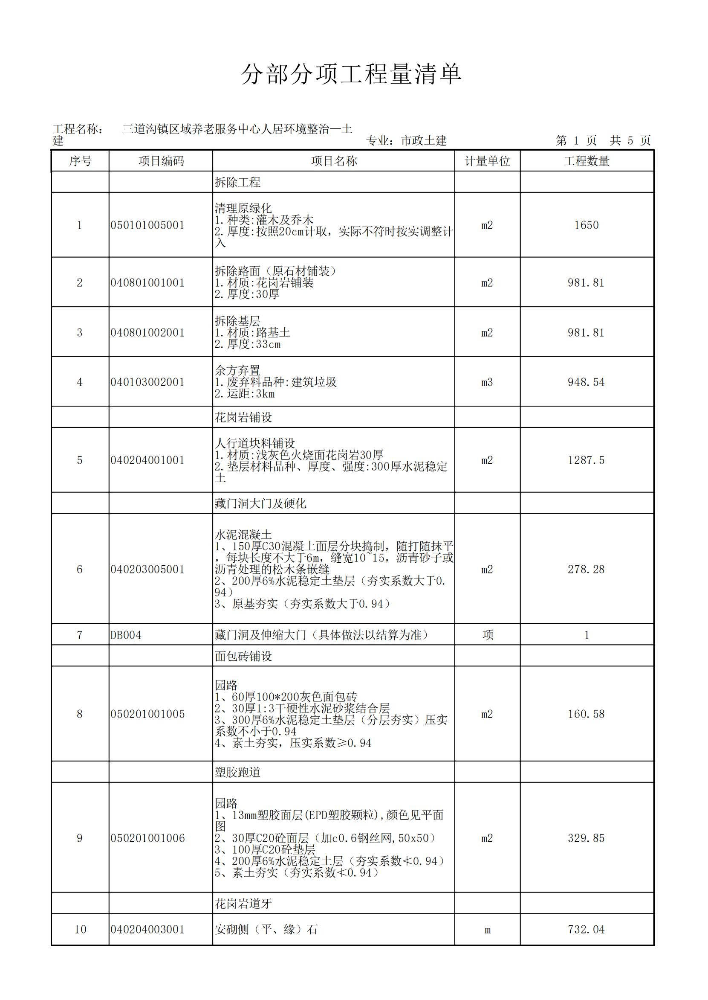 分部分项工程量清单
工程名称： 三道沟镇区域养老服务中心人居环境整治—土
建 专业：市政土建 第 1 页 共 5 页
序号 项目编码 项目名称 计量单位 工程数量
拆除工程
1 050101005001 清理原绿化
1.种类:灌木及乔木
2.厚度:按照20cm计取，实际不符时按实调整计
入 m2 1650
2 040801001001 拆除路面（原石材铺装）
1.材质:花岗岩铺装
2.厚度:30厚 m2 981.81
3 040801002001 拆除基层
1.材质:路基土
2.厚度:33cm m2 981.81
4 040103002001 余方弃置
1.废弃料品种:建筑垃圾
2.运距:3km m3 948.54
花岗岩铺设
5 040204001001 人行道块料铺设
1.材质:浅灰色火烧面花岗岩30厚
2.垫层材料品种、厚度、强度:300厚水泥稳定
土 m2 1287.5
藏门洞大门及硬化
6 040203005001 水泥混凝土
1、150厚C30混凝土面层分块捣制，随打随抹平
，每块长度不大于6m，缝宽10~15，沥青砂子或
沥青处理的松木条嵌缝
2、200厚6%水泥稳定土垫层（夯实系数大于0.
94）
3、原基夯实（夯实系数大于0.94） m2 278.28
7 DB004 藏门洞及伸缩大门（具体做法以结算为准） 项 1
面包砖铺设
8 050201001005 园路
1、60厚100*200灰色面包砖
2、30厚1:3干硬性水泥砂浆结合层
3、300厚6%水泥稳定土垫层（分层夯实）压实
系数不小于0.94
4、素土夯实，压实系数≥0.94 m2 160.58
塑胶跑道
9 050201001006 园路
1、13mm塑胶面层(EPD塑胶颗粒),颜色见平面
图
2、30厚C20砼面层（加c0.6钢丝网,50x50）
3、100厚C20砼垫层
4、200厚6%水泥稳定土层（夯实系数≮0.94）
5、素土夯实（夯实系数≮0.94） m2 329.85
花岗岩道牙
10 040204003001 安砌侧（平、缘）石 m 732.04